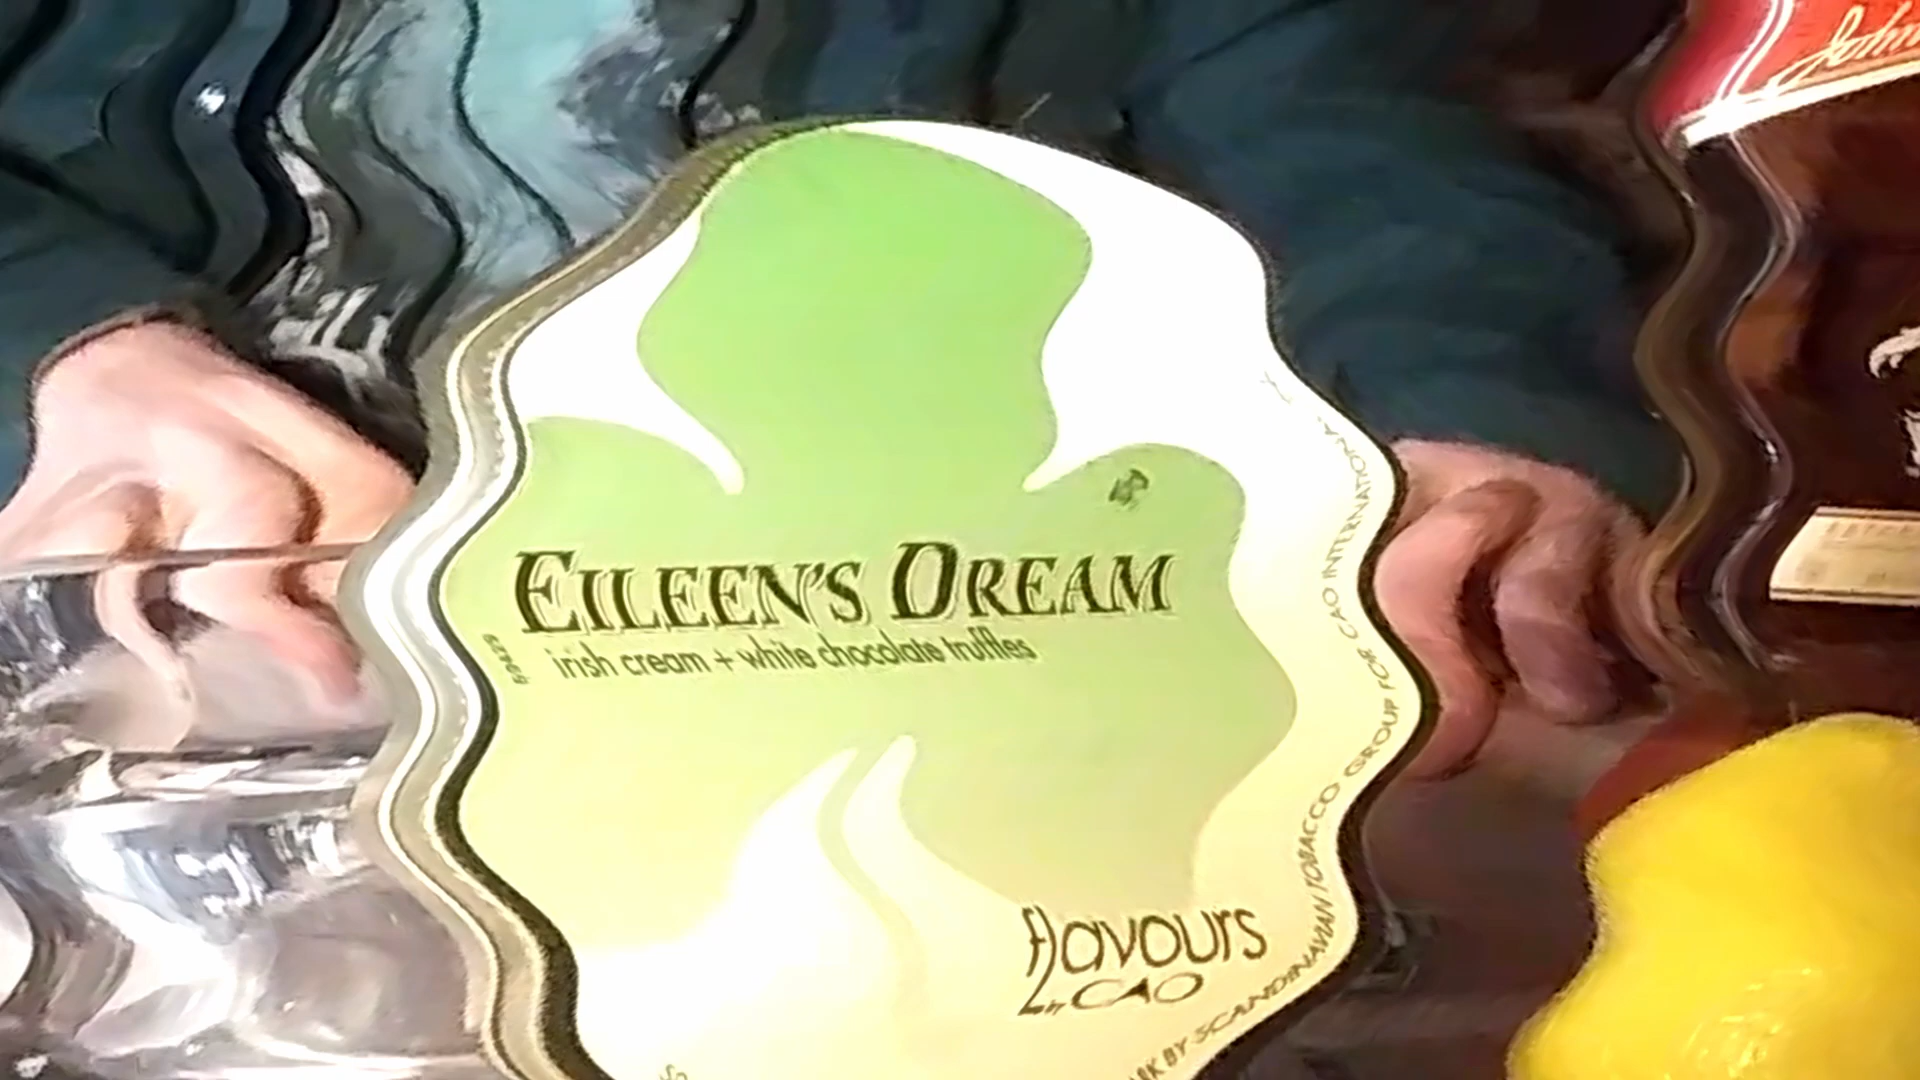 EILEEN'S DREAM
irish cream + white chocolate truffles
flavours
by CAO
BY SCANDINAVIAN TOBACCO GROUP FOR CAO INTERNATIONAL